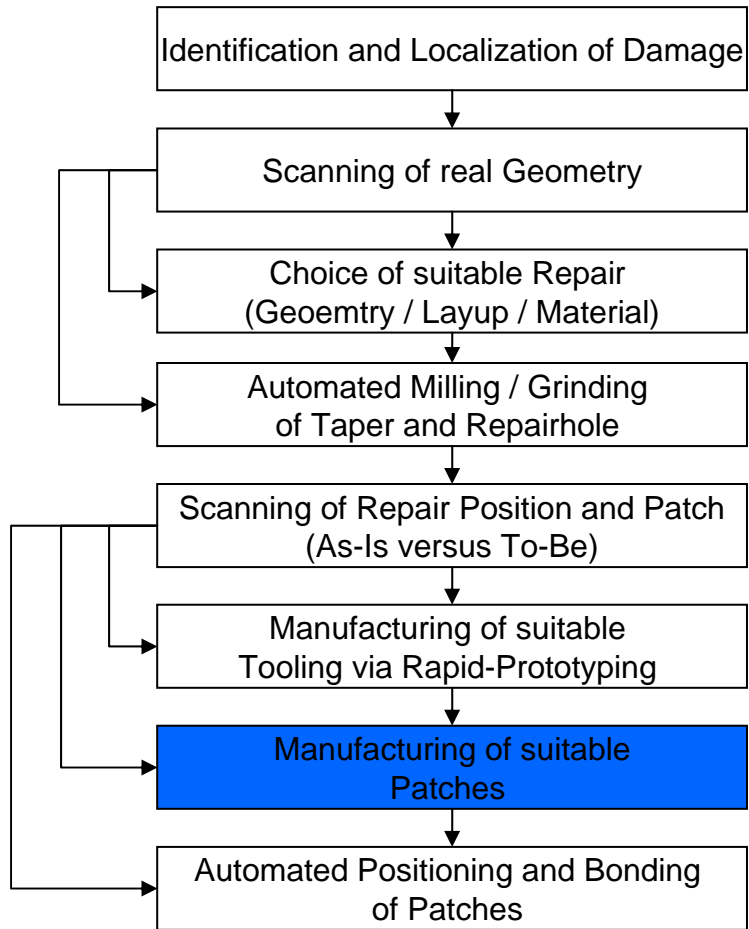 Identification and Localization of Damage
Scanning of real Geometry
Choice of suitable Repair
(Geoemtry / Layup / Material)
Automated Milling / Grinding
of Taper and Repairhole
Scanning of Repair Position and Patch
(As-Is versus To-Be)
Manufacturing of suitable
Tooling via Rapid-Prototyping
Manufacturing of suitable
Patches
Automated Positioning and Bonding
of Patches